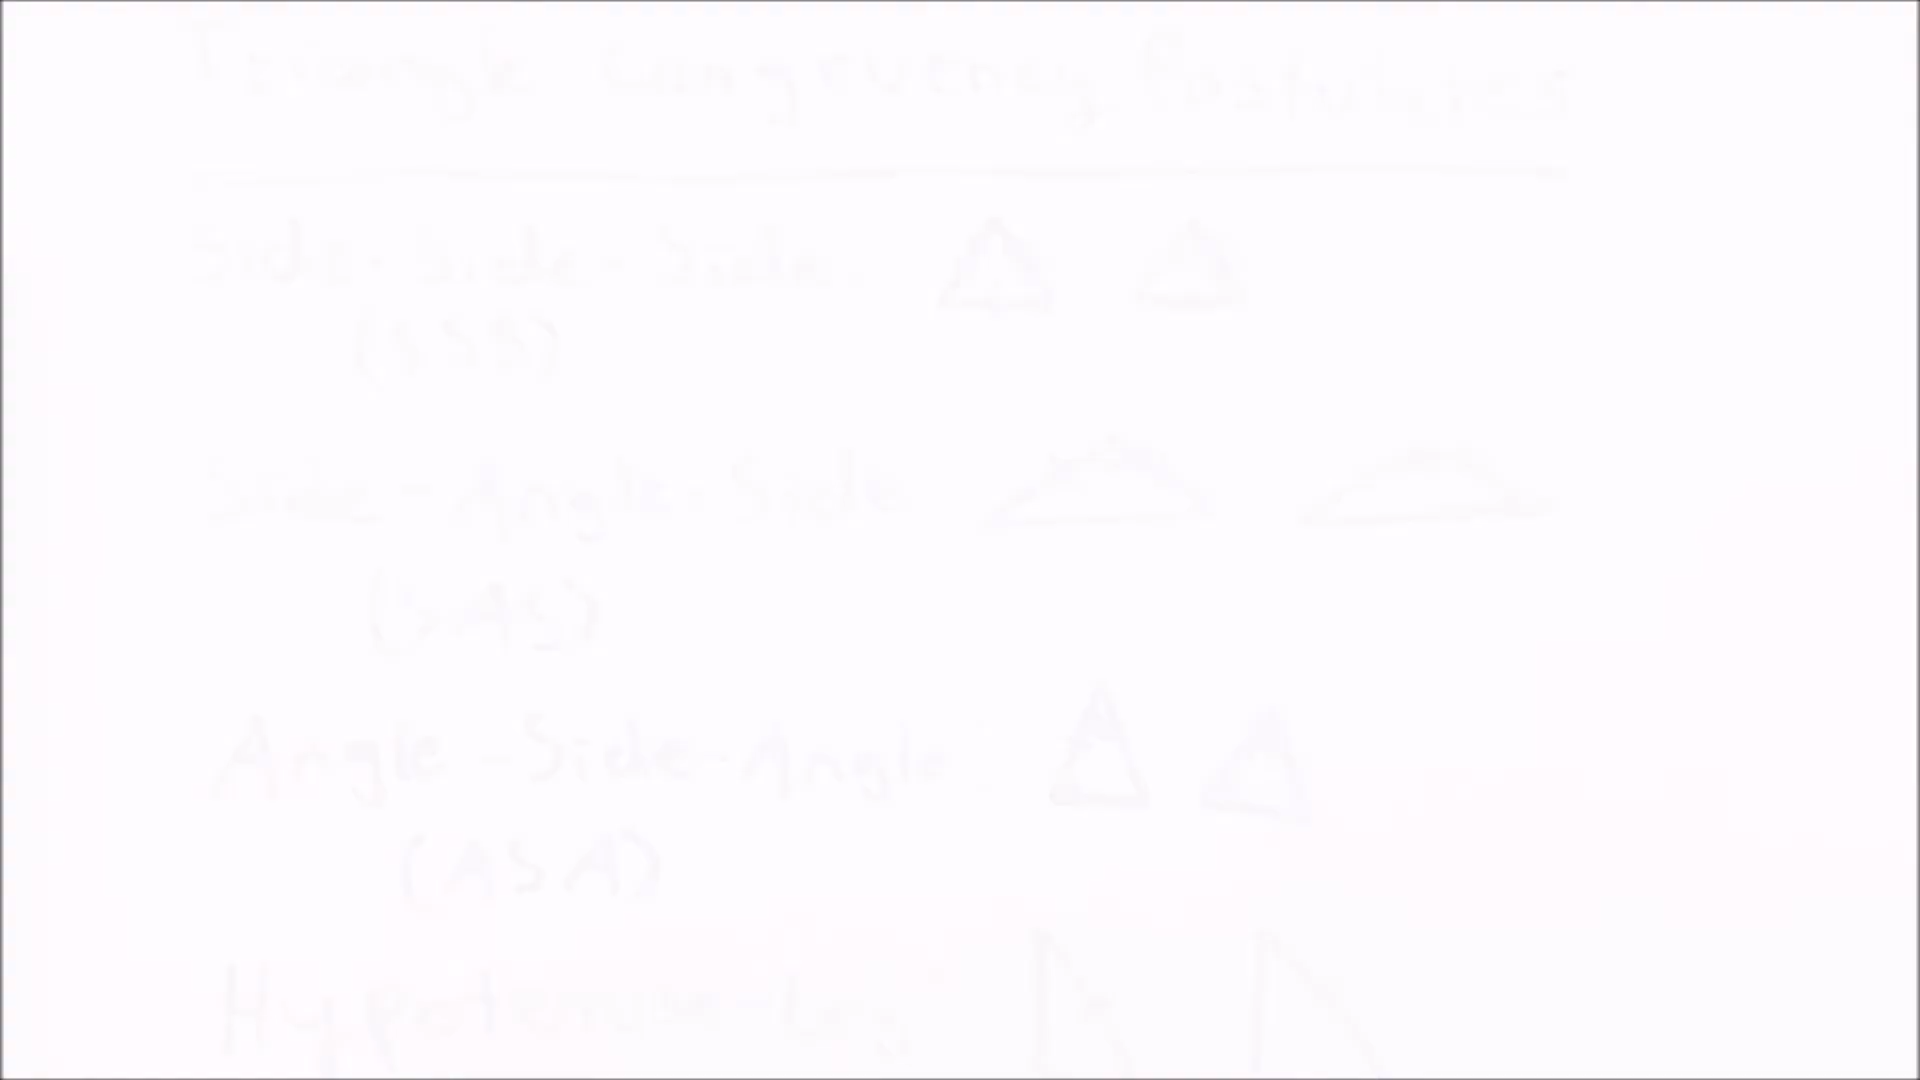 Triangle Congruency Postulates
Side-Side-Side:
(SSS)
Side-Angle-Side
(SAS)
Angle-Side-Angle:
(ASA)
Hypotenuse-Leg